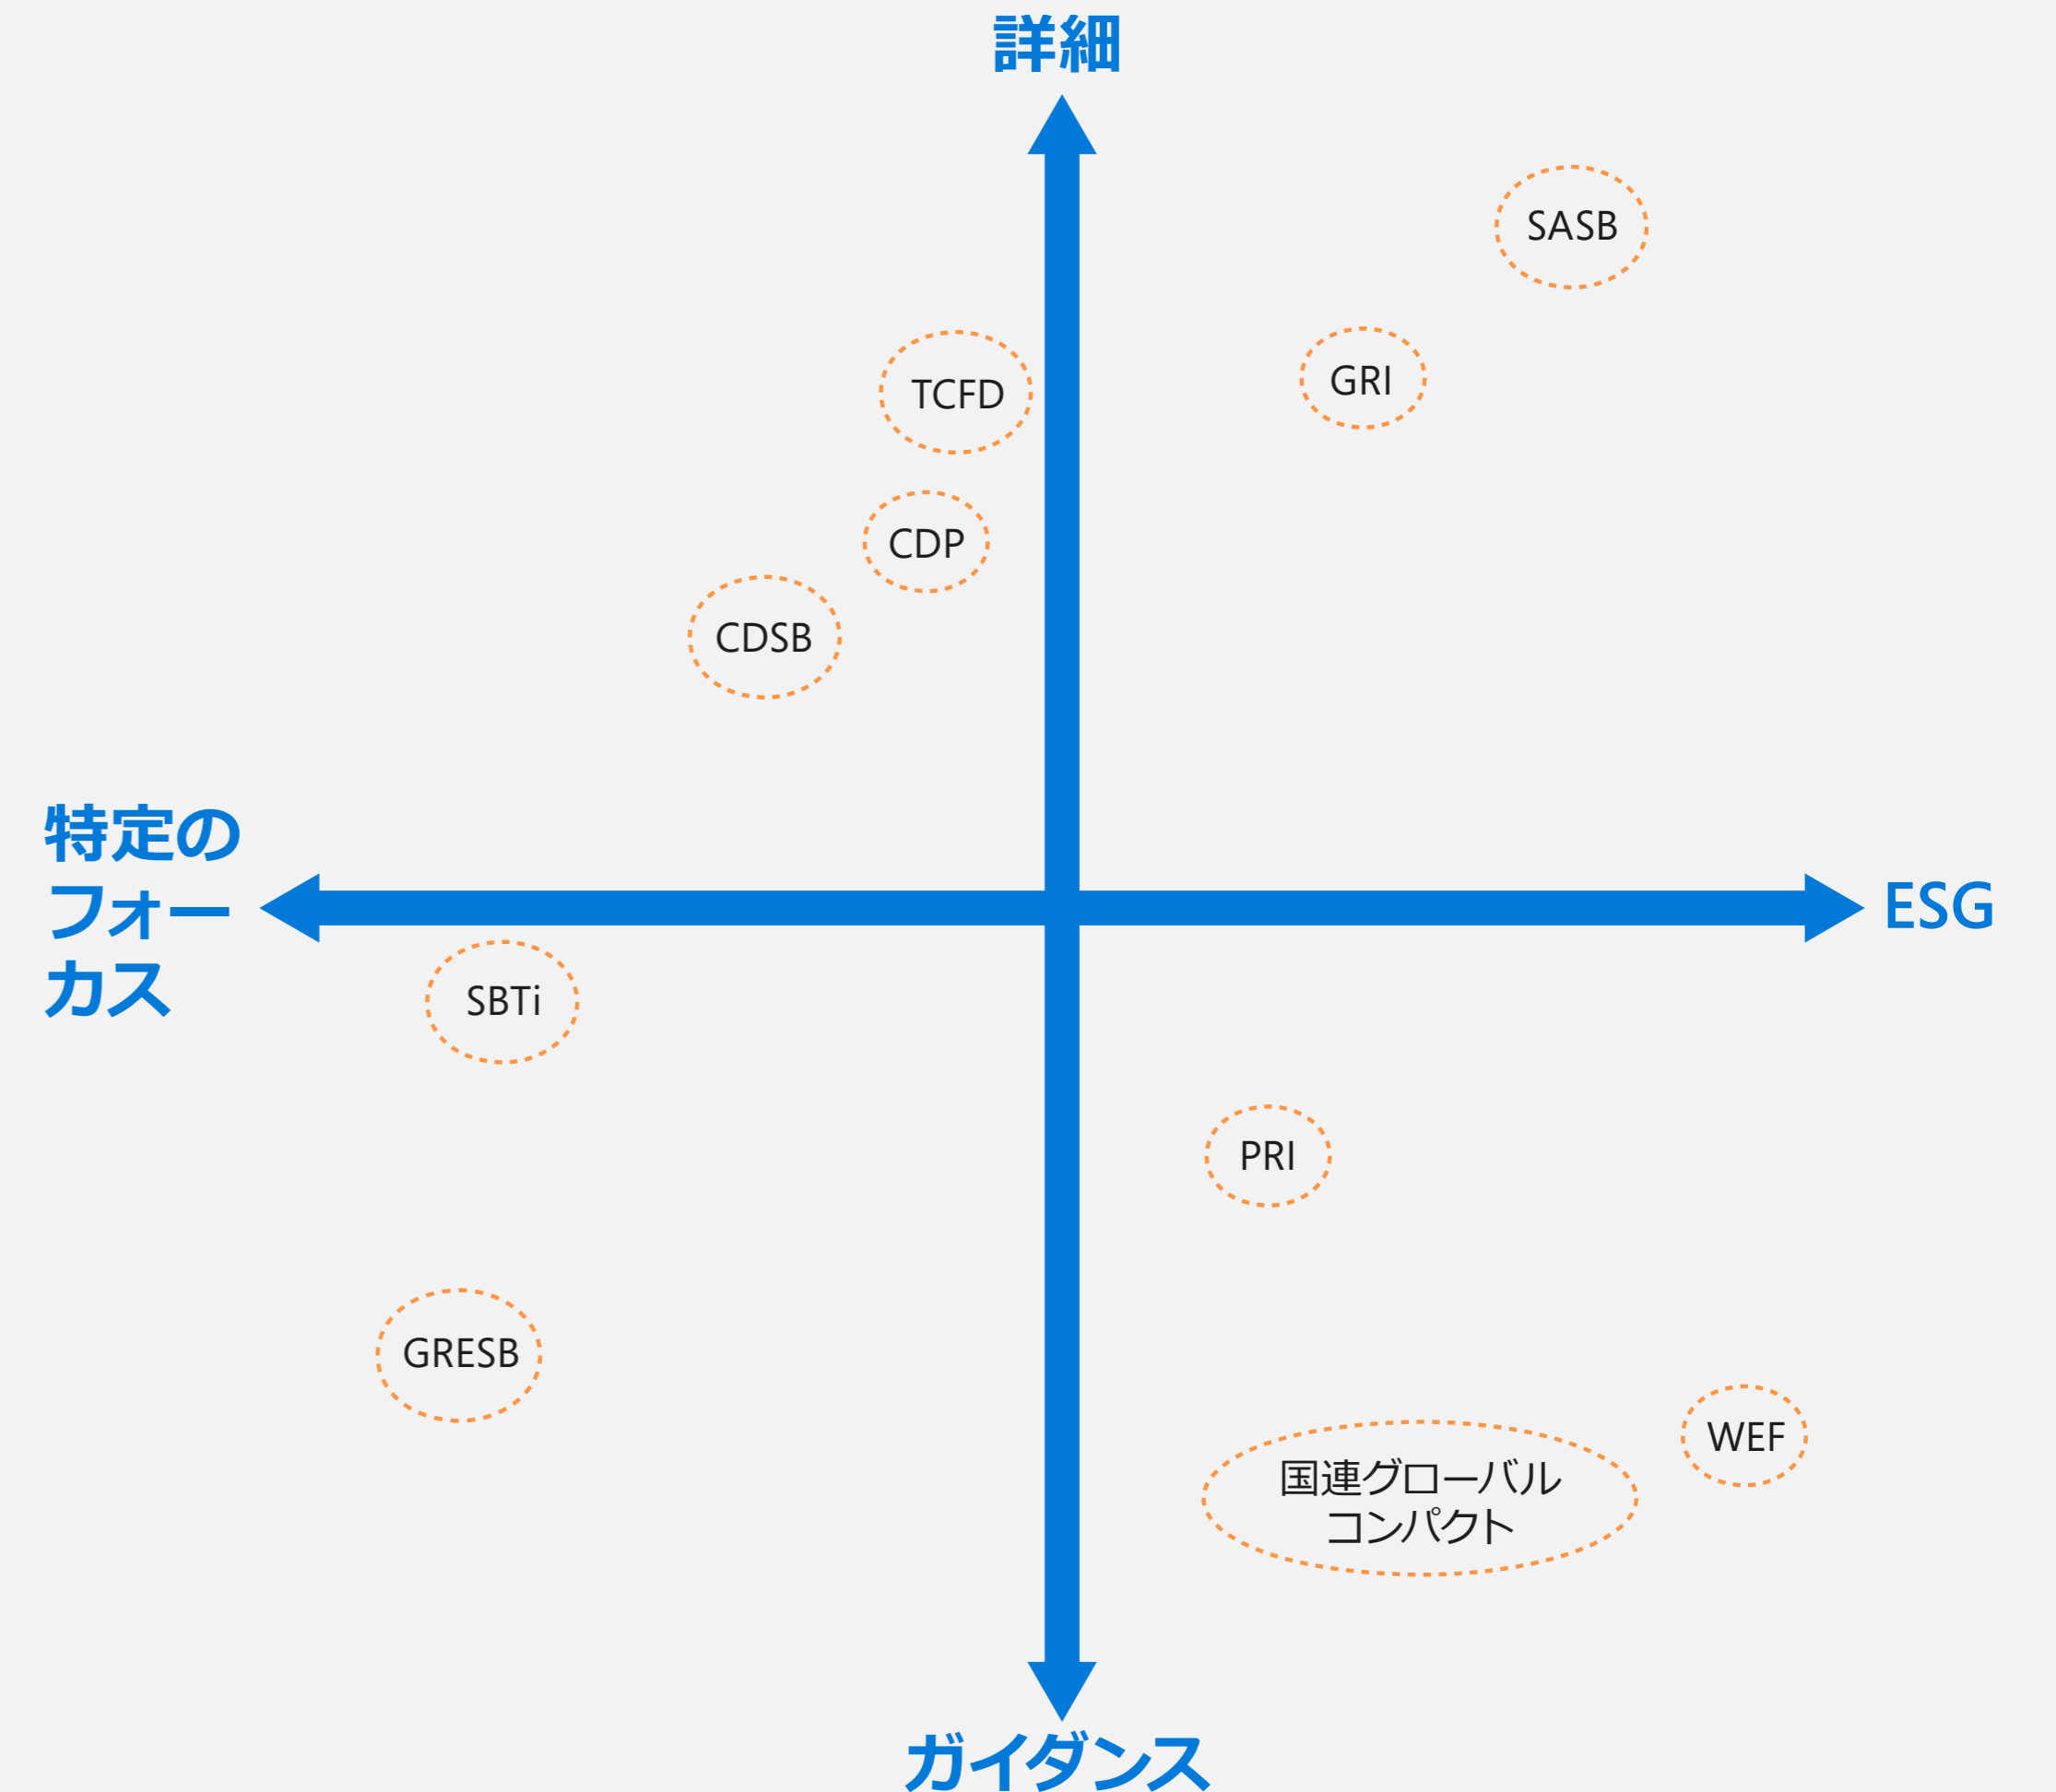 詳細
SASB
TCFD
GRI
CDP
CDSB
特定の
フォー
カス
ESG
SBTi
PRI
GRESB
WEF
国連グローバル
コンパクト
ガイダンス